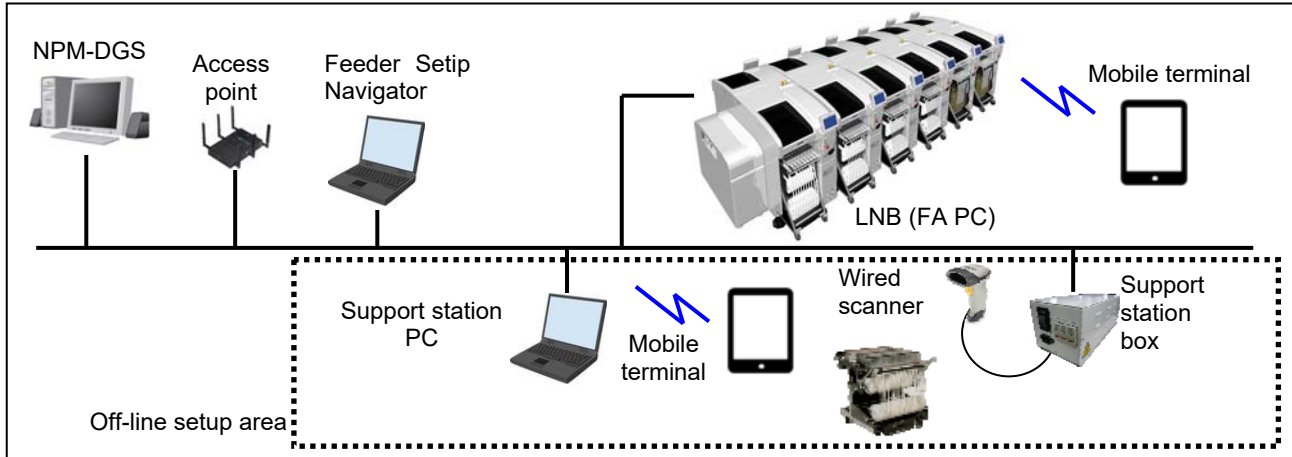 NPM-DGS
Access
point
Feeder Setip
Navigator
Mobile terminal
LNB (FA PC)
Support station
PC
Mobile
terminal
Wired
scanner
Support
station
box
Off-line setup area